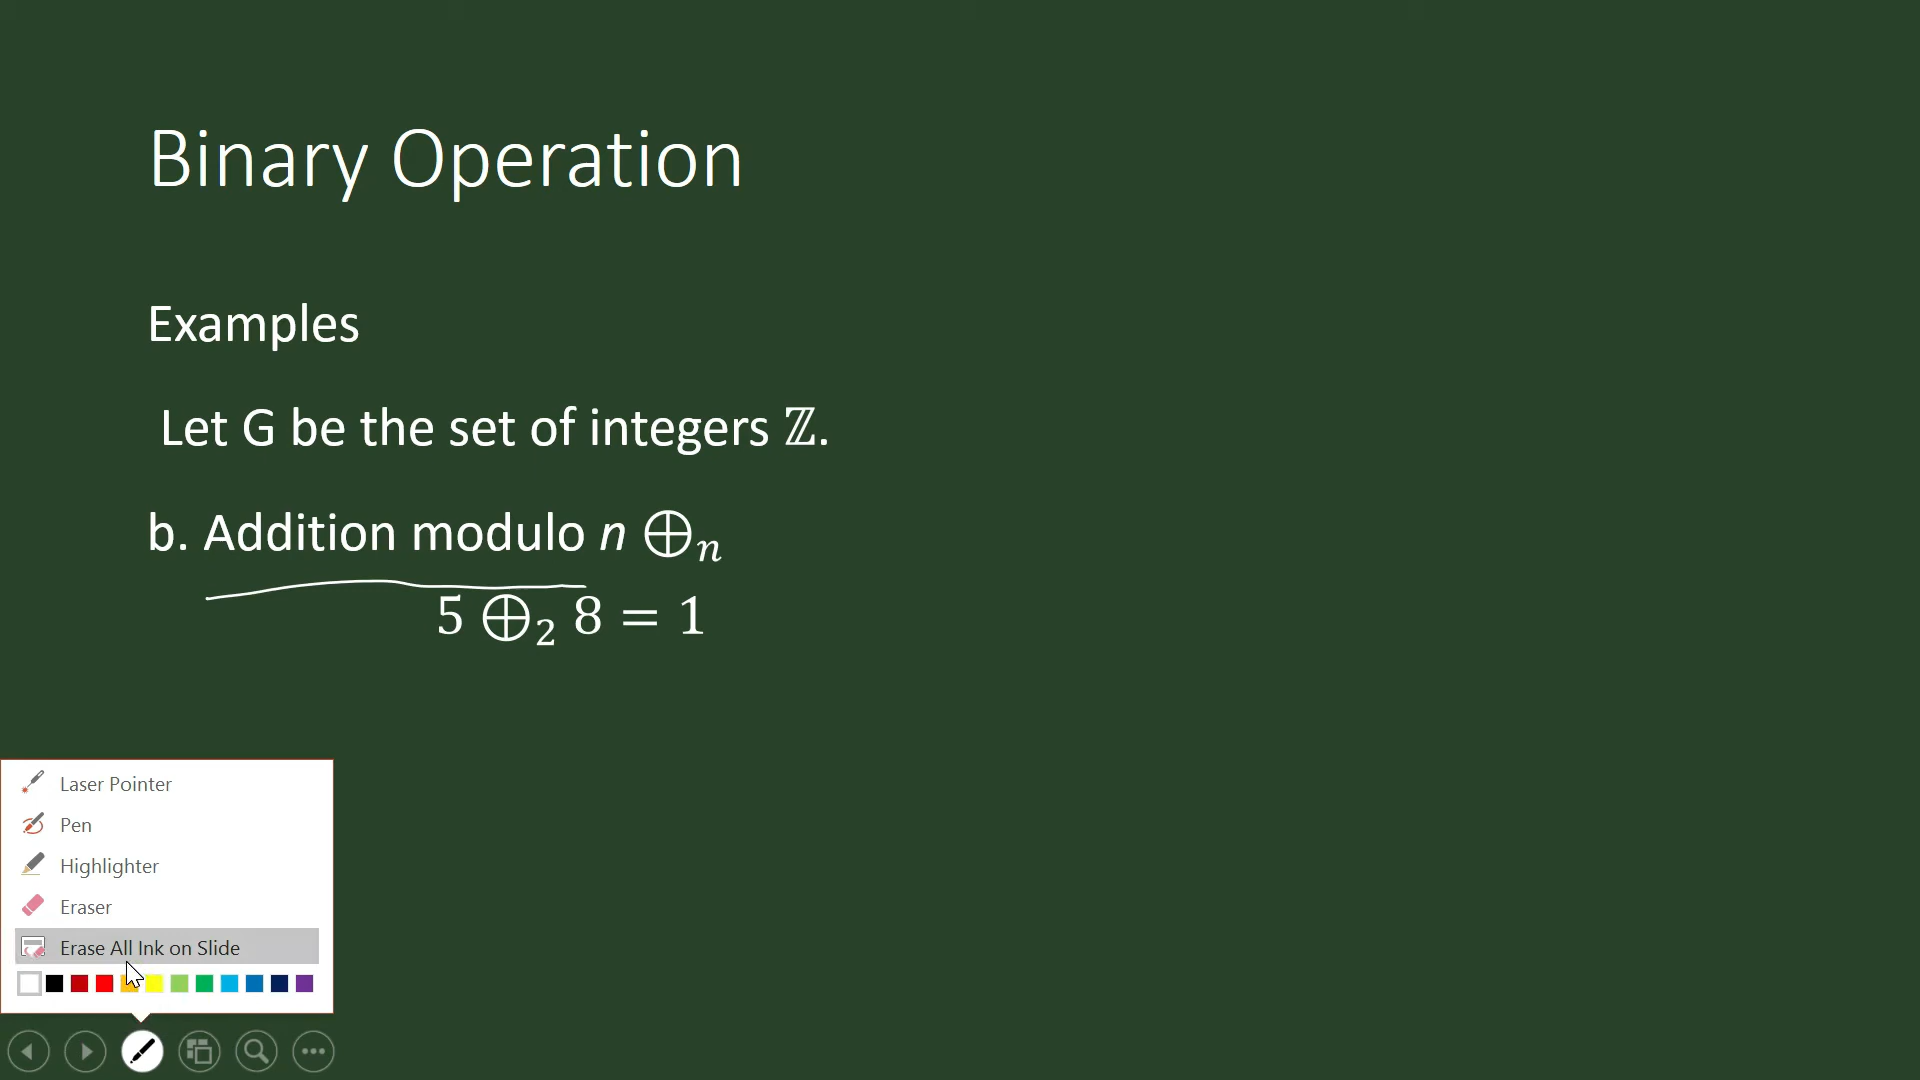 Binary Operation
Examples
Let G be the set of integers ℤ.
b. Addition modulo n ⊕ₙ
5 ⊕₂ 8 = 1
Laser Pointer
Pen
Highlighter
Eraser
Erase All Ink on Slide